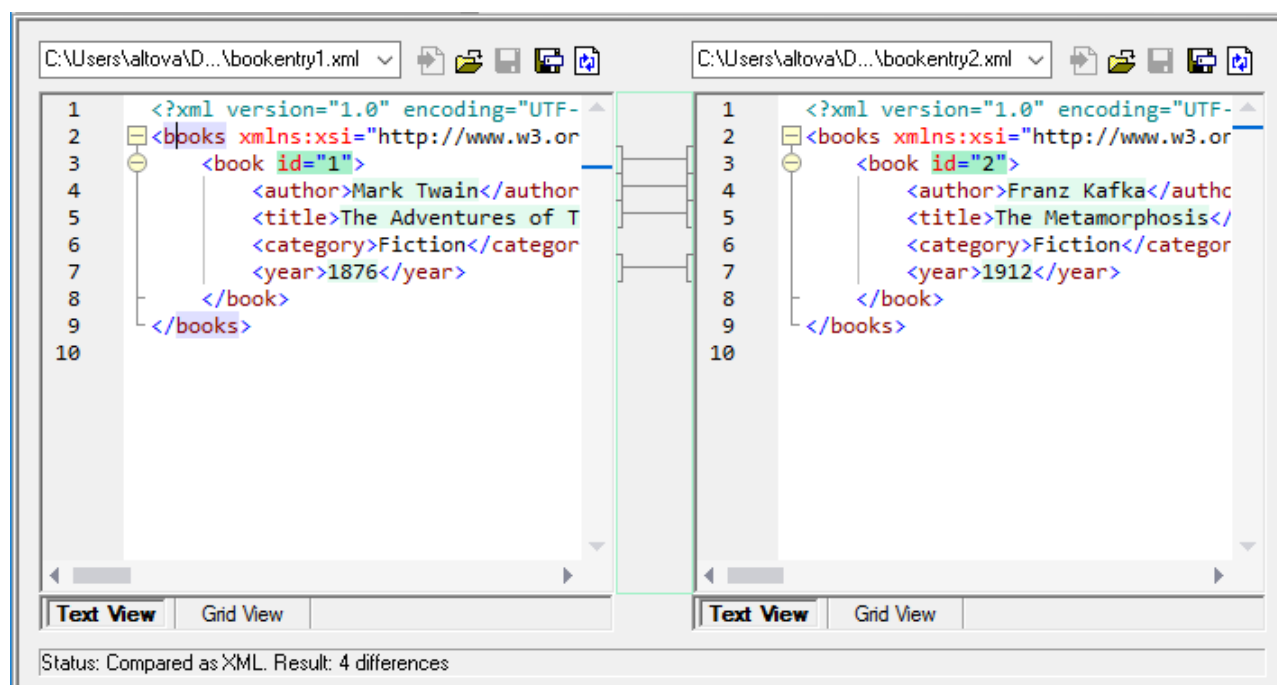 C:\Users\altova\D...\bookentry1.xml
1 <?xml version="1.0" encoding="UTF-
2 <books xmlns:xsi="http://www.w3.or
3 <book id="1">
4 <author>Mark Twain</author
5 <title>The Adventures of T
6 <category>Fiction</categor
7 <year>1876</year>
8 </book>
9 </books>
10
Text View Grid View
C:\Users\altova\D...\bookentry2.xml
1 <?xml version="1.0" encoding="UTF-
2 <books xmlns:xsi="http://www.w3.or
3 <book id="2">
4 <author>Franz Kafka</autho
5 <title>The Metamorphosis</
6 <category>Fiction</categor
7 <year>1912</year>
8 </book>
9 </books>
10
Text View Grid View
Status: Compared as XML. Result: 4 differences